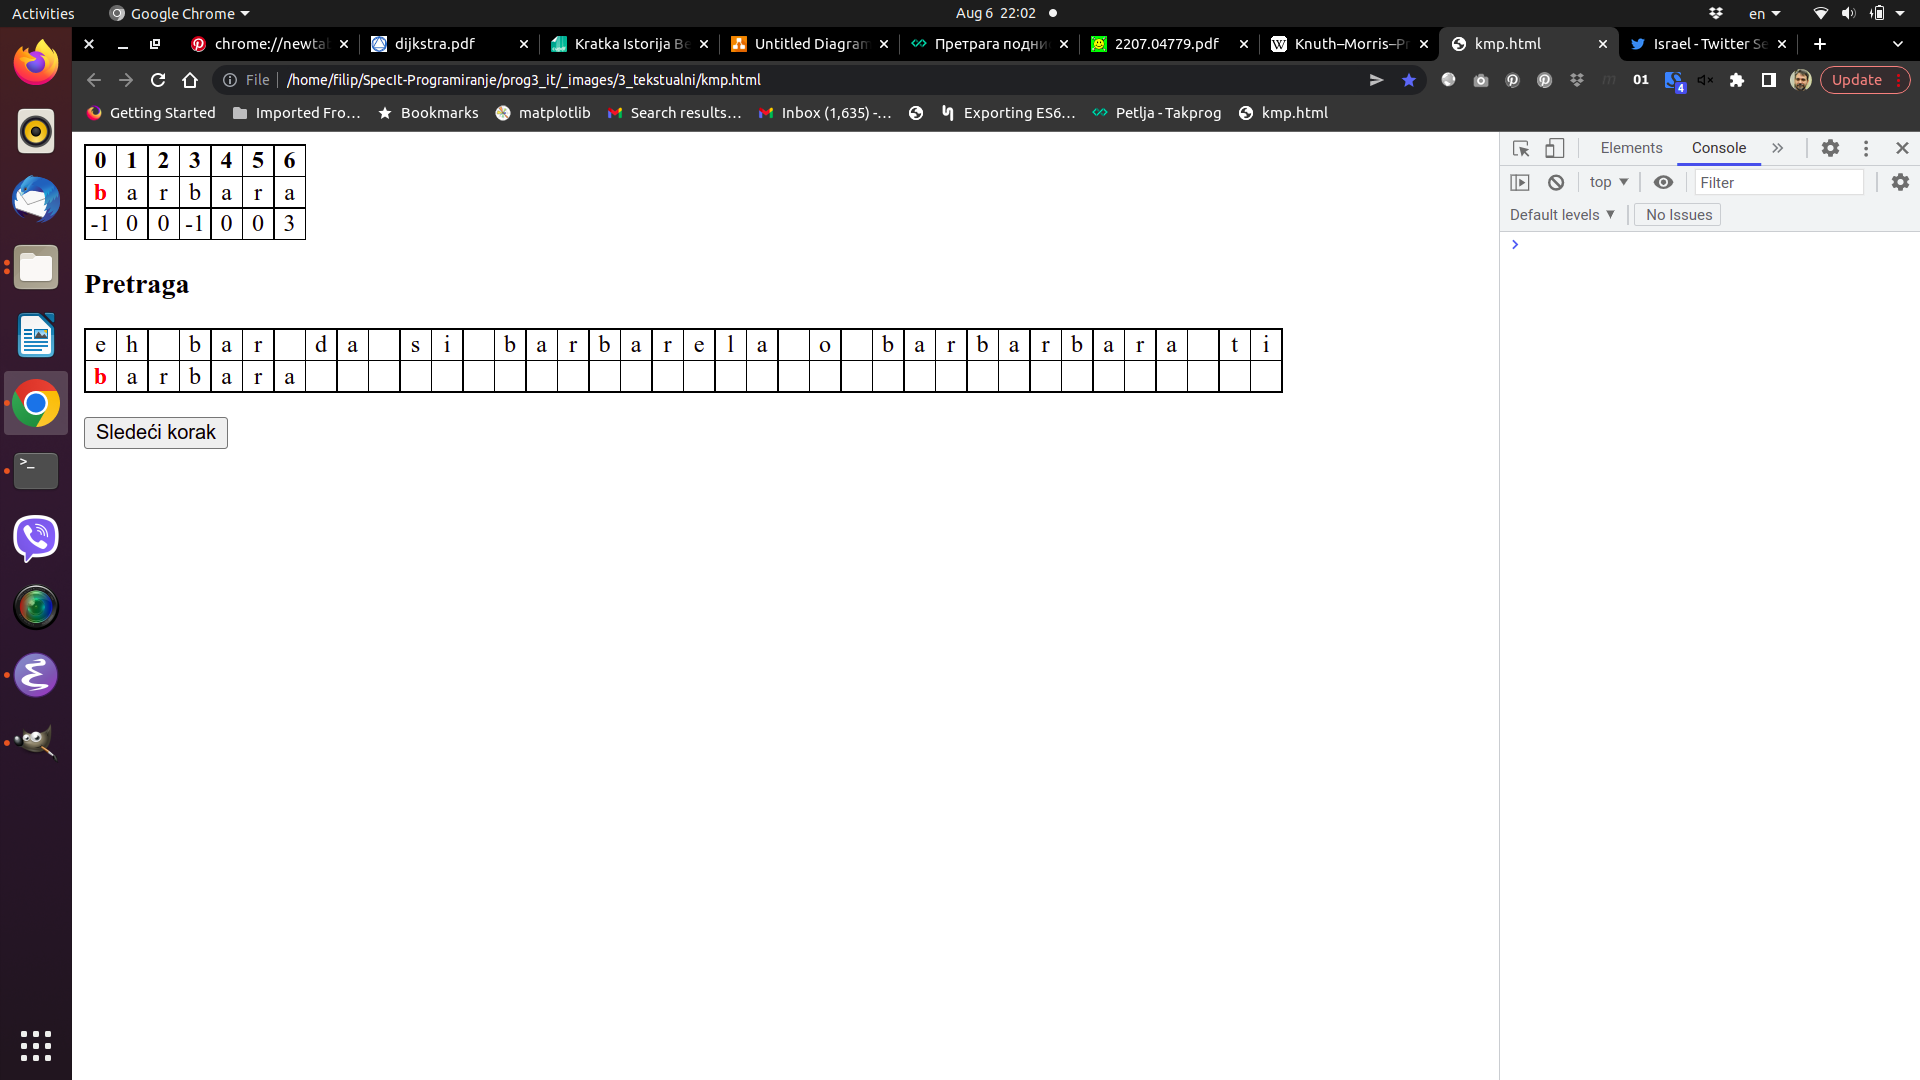 Activities Google Chrome Aug 6 22:02 en
chrome://newta dijkstra.pdf Kratka Istorija Be Untitled Diagram Претрага подни 2207.04779.pdf Knuth–Morris–Pr kmp.html Israel - Twitter Se
File /home/filip/SpecIt-Programiranje/prog3_it/_images/3_tekstualni/kmp.html 01 4 Update
Getting Started Imported Fro... Bookmarks matplotlib Search results... Inbox (1,635) -... Exporting ES6... Petlja - Takprog kmp.html
Elements Console
top Filter
Default levels No Issues
0 1 2 3 4 5 6
b a r b a r a
-1 0 0 -1 0 0 3
Pretraga
e h b a r d a s i b a r b a r e l a o b a r b a r b a r a t i
b a r b a r a
Sledeći korak